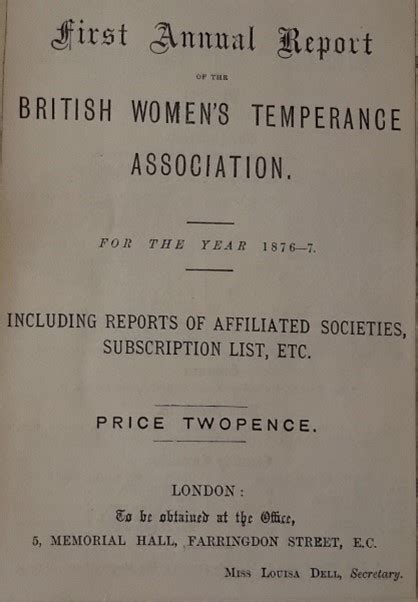 First Annual Report
OF THE
BRITISH WOMEN'S TEMPERANCE
ASSOCIATION.
FOR THE YEAR 1876—7.
INCLUDING REPORTS OF AFFILIATED SOCIETIES,
SUBSCRIPTION LIST, ETC.
PRICE TWOPENCE.
LONDON:
To be obtained at the Office,
5, MEMORIAL HALL, FARRINGDON STREET, E.C.
MISS LOUISA DELL, Secretary.